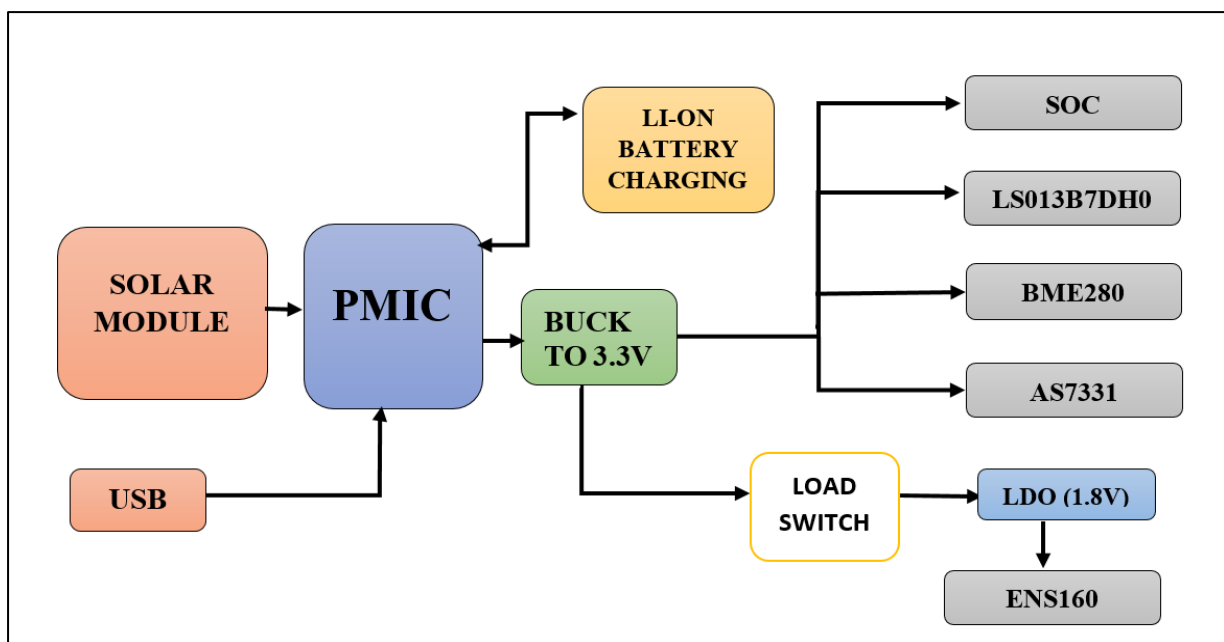 SOLAR
MODULE
USB
PMIC
LI-ON
BATTERY
CHARGING
BUCK
TO 3.3V
SOC
LS013B7DH0
BME280
AS7331
LOAD
SWITCH
LDO (1.8V)
ENS160